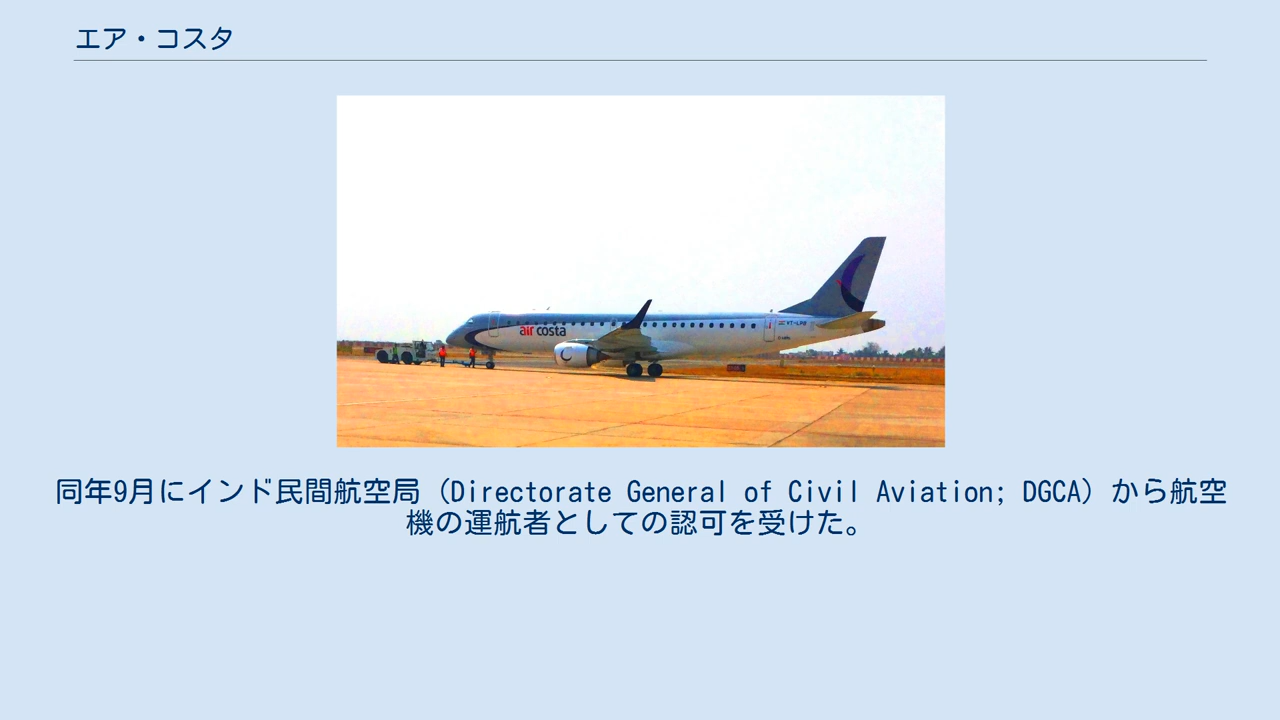 エア・コスタ
air costa
同年9月にインド民間航空局（Directorate General of Civil Aviation; DGCA）から航空
機の運航者としての認可を受けた。